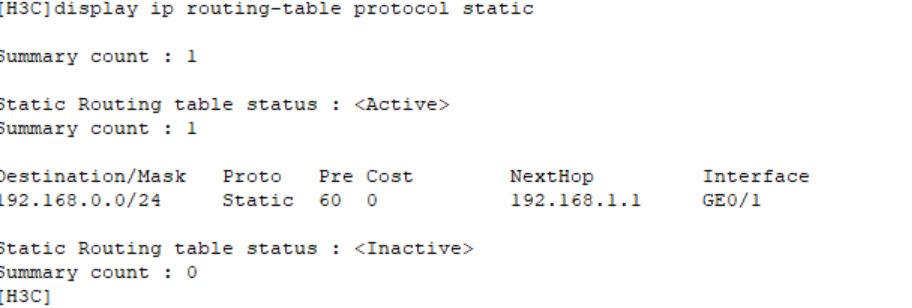 [H3C]display ip routing-table protocol static
Summary count : 1
Static Routing table status : <Active>
Summary count : 1
Destination/Mask Proto Pre Cost NextHop Interface
192.168.0.0/24 Static 60 0 192.168.1.1 GE0/1
Static Routing table status : <Inactive>
Summary count : 0
[H3C]